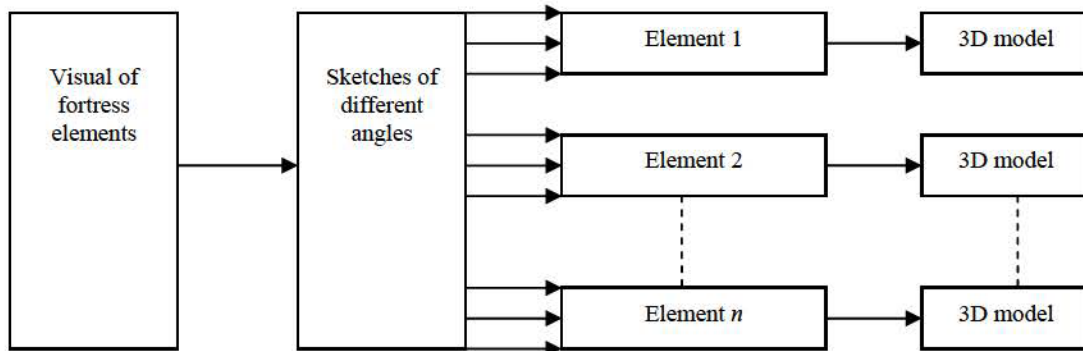 Visual of
fortress
elements
Sketches of
different
angles
Element 1
3D model
Element 2
3D model
Element n
3D model